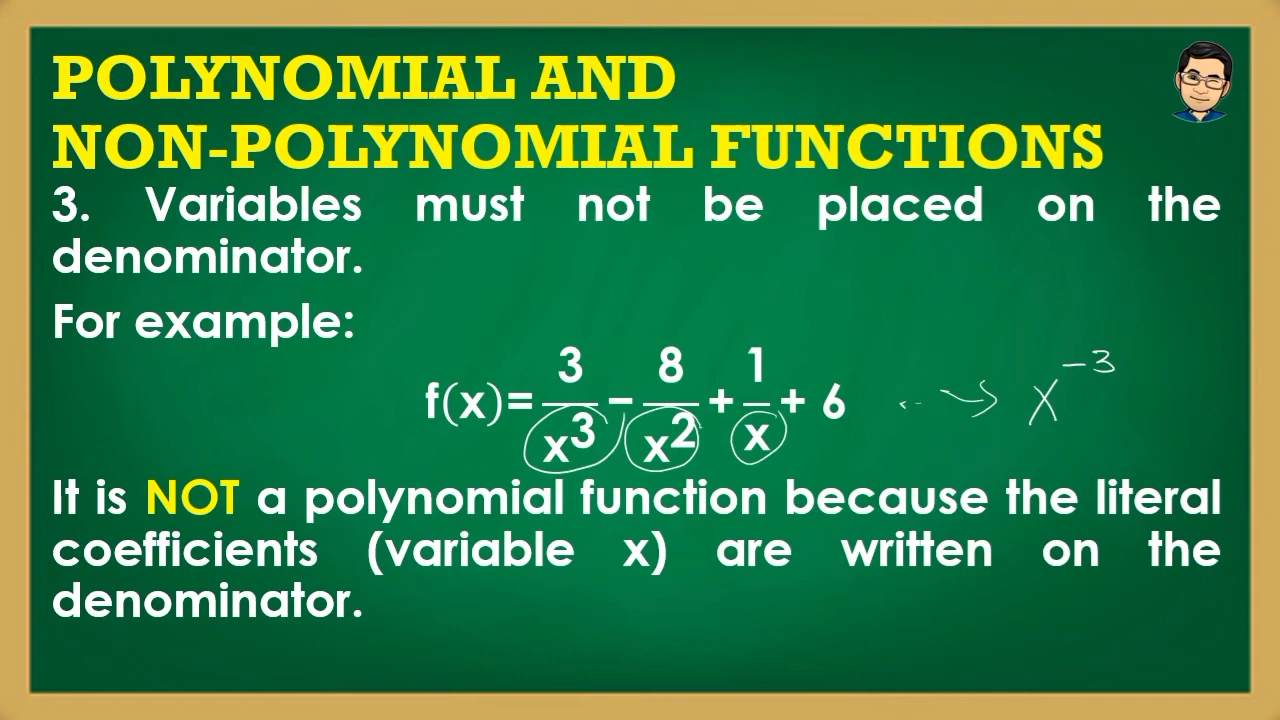 POLYNOMIAL AND
NON-POLYNOMIAL FUNCTIONS
3. Variables must not be placed on the
denominator.
For example:
f(x)= 3/x³ − 8/x² + 1/x + 6 ⇢ x⁻³
It is NOT a polynomial function because the literal
coefficients (variable x) are written on the
denominator.